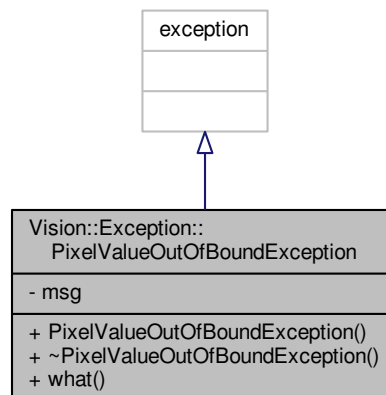 exception
Vision::Exception::
PixelValueOutOfBoundException
- msg
+ PixelValueOutOfBoundException()
+ ~PixelValueOutOfBoundException()
+ what()